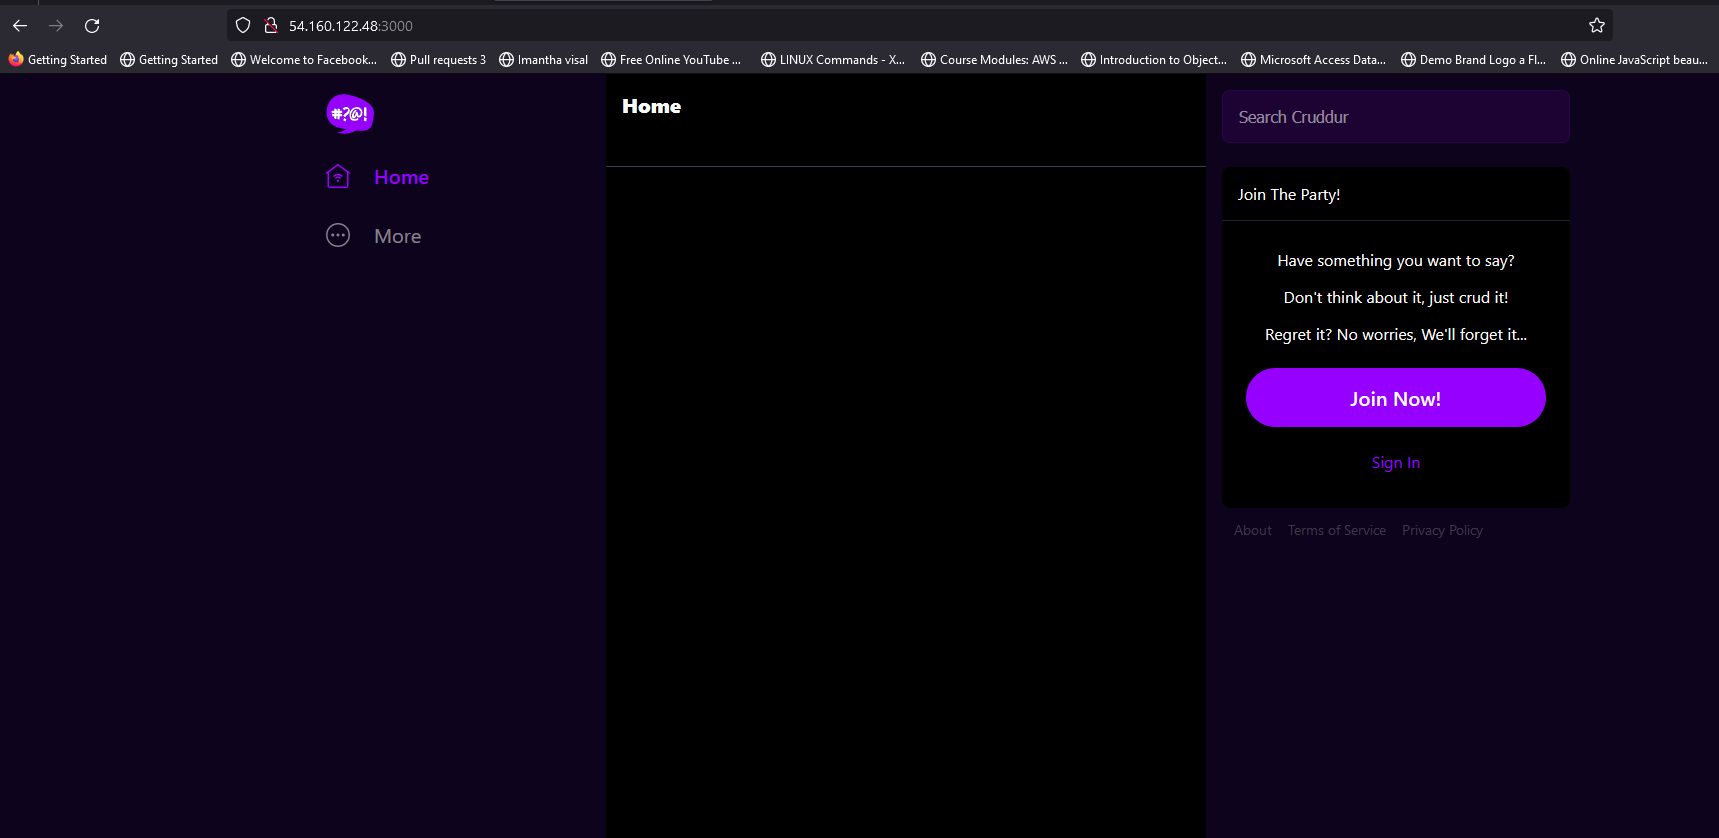 54.160.122.48:3000
Getting Started Getting Started Welcome to Facebook... Pull requests 3 Imantha visal Free Online YouTube ... LINUX Commands - X... Course Modules: AWS ... Introduction to Object... Microsoft Access Data... Demo Brand Logo a Fl... Online JavaScript beau...
#?@!
Home
More
Home
Search Cruddur
Join The Party!
Have something you want to say?
Don't think about it, just crud it!
Regret it? No worries, We'll forget it...
Join Now!
Sign In
About Terms of Service Privacy Policy